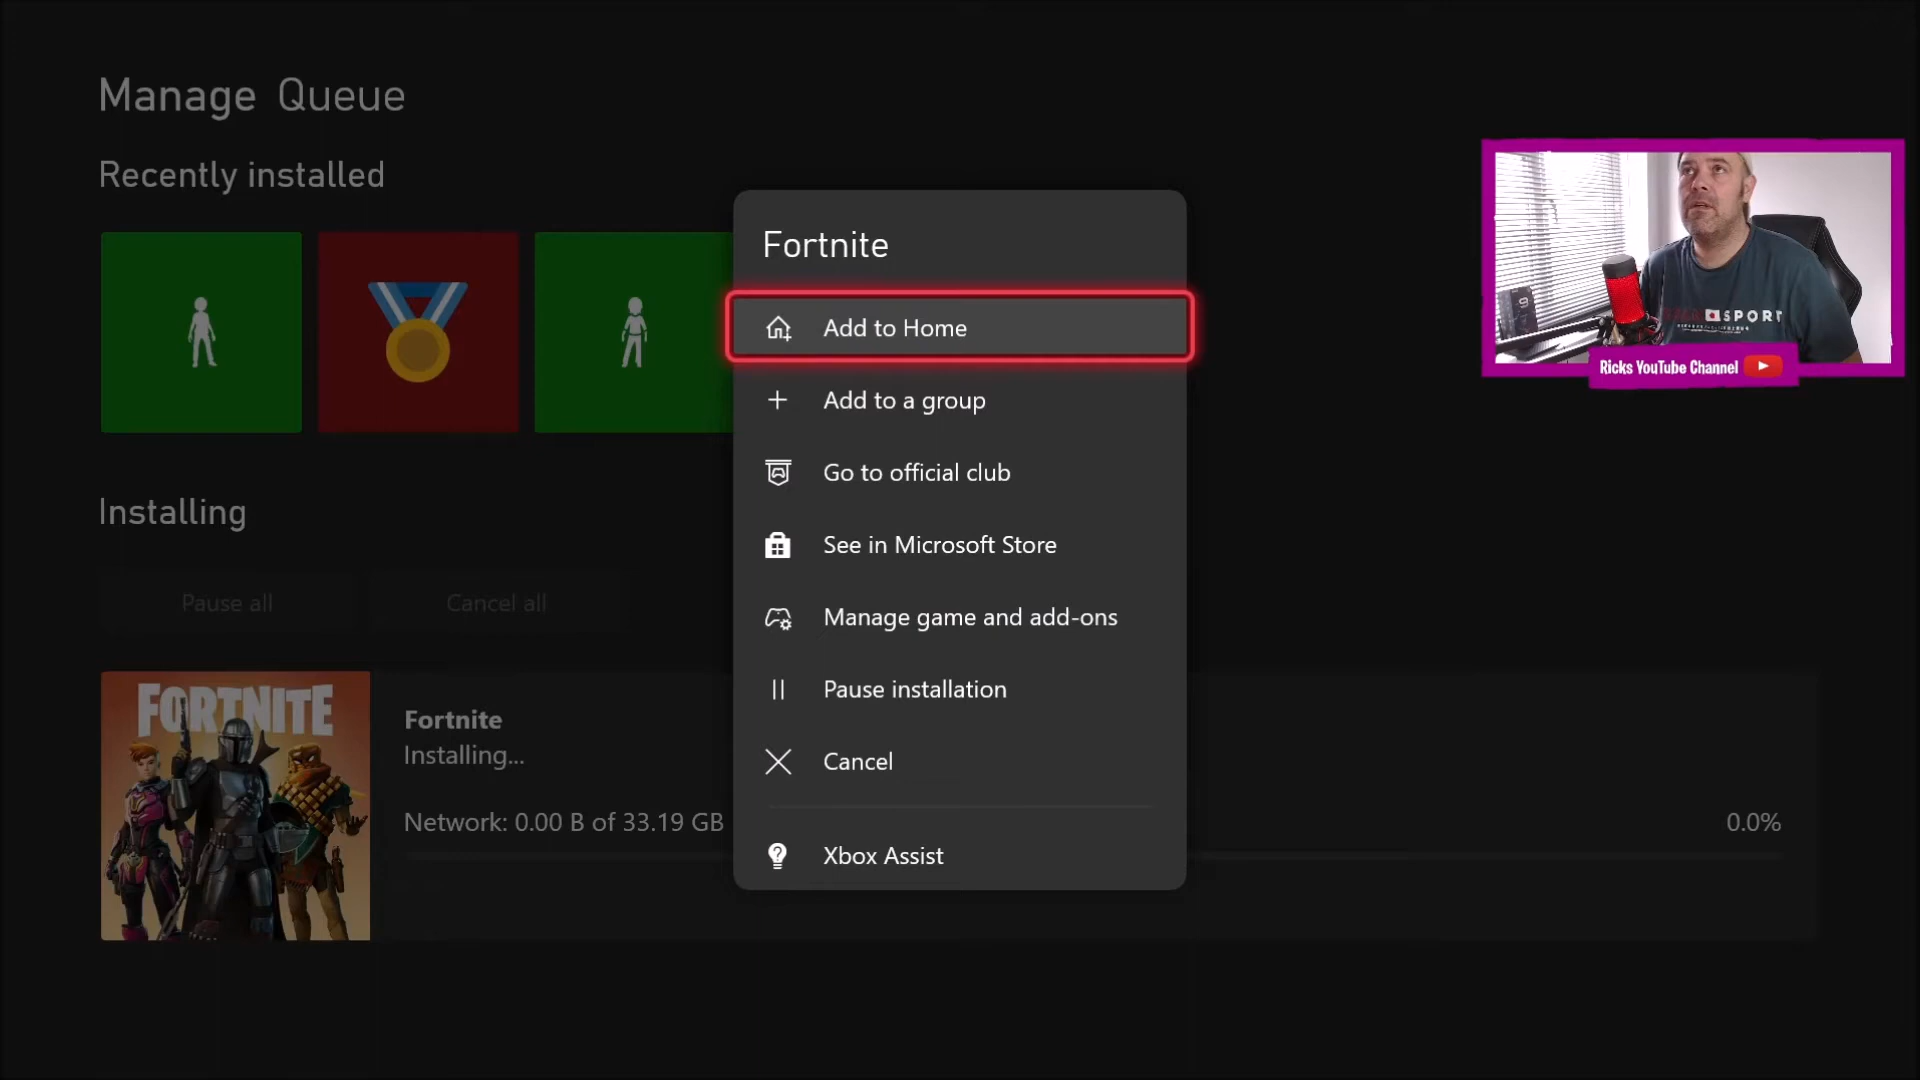 Manage Queue
Recently installed
Installing
Pause all
Cancel all
FORTNITE
Fortnite
Installing...
Network: 0.00 B of 33.19 GB
0.0%
Fortnite
Add to Home
Add to a group
Go to official club
See in Microsoft Store
Manage game and add-ons
Pause installation
Cancel
Xbox Assist
SPORT
Ricks YouTube Channel